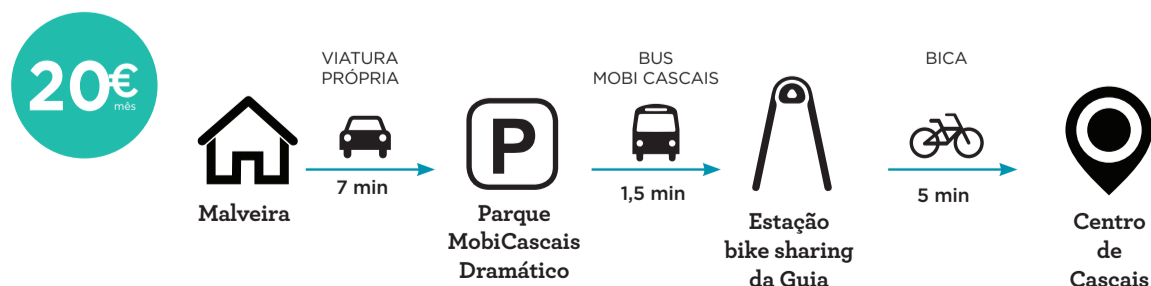 20€
mês
VIATURA
PRÓPRIA
7 min
BUS
MOBI CASCAIS
1,5 min
BICA
5 min
Malveira
P
Parque
MobiCascais
Dramático
Estação
bike sharing
da Guia
Centro
de
Cascais